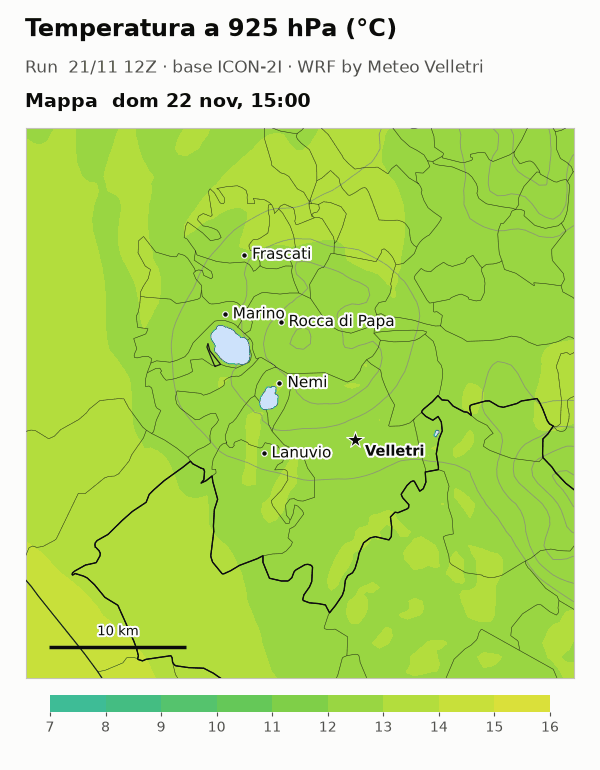 Temperatura a 925 hPa (°C)
Run  21/11 12Z · base ICON-2I · WRF by Meteo Velletri
Mappa  dom 22 nov, 15:00
Frascati
Marino
Rocca di Papa
Nemi
Velletri
Lanuvio
10 km
7 8 9 10 11 12 13 14 15 16